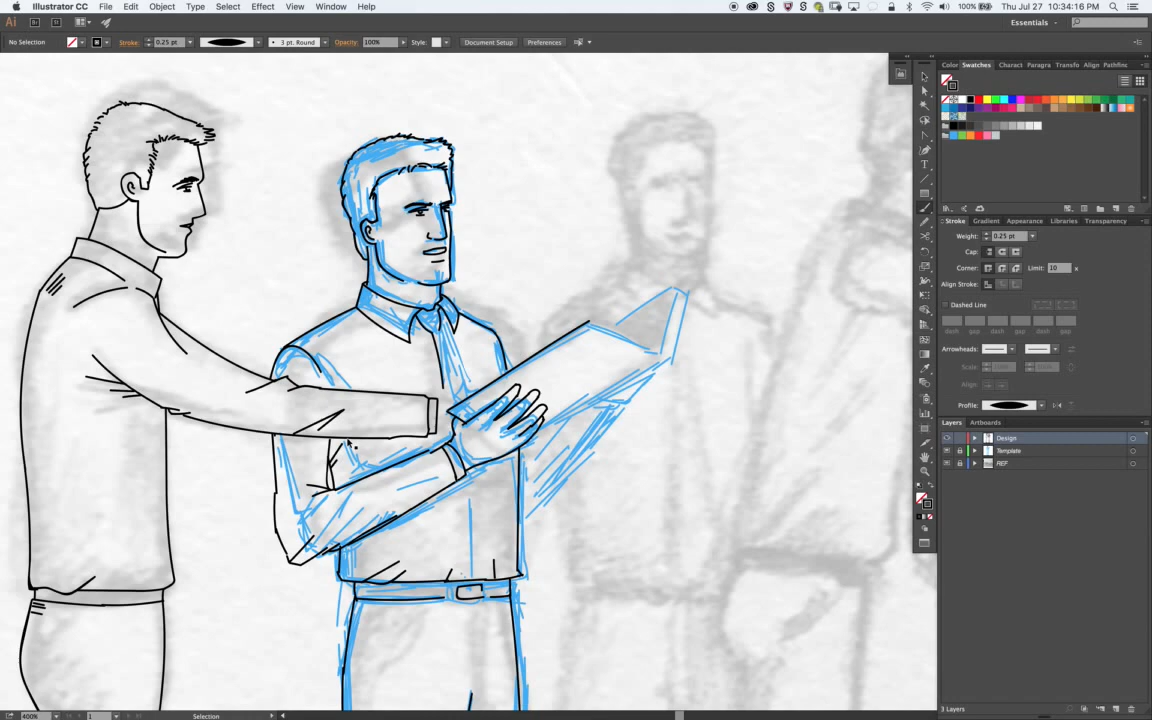 Illustrator CC File Edit Object Type Select Effect View Window Help 100% Thu Jul 27 10:34:16 PM
Ai Br St Essentials
No Selection Stroke: 0.25 pt 3 pt. Round Opacity: 100% Style: Document Setup Preferences
Color Swatches Charact Paragra Transfo Align Pathfin
Stroke Gradient Appearance Libraries Transparency
Weight: 0.25 pt
Cap:
Corner: Limit: 10 x
Align Stroke:
Dashed Line
dash gap dash gap dash gap
Arrowheads:
Scale:
Align:
Profile:
Layers Artboards
Design
Template
REF
3 Layers
400% 1 Selection